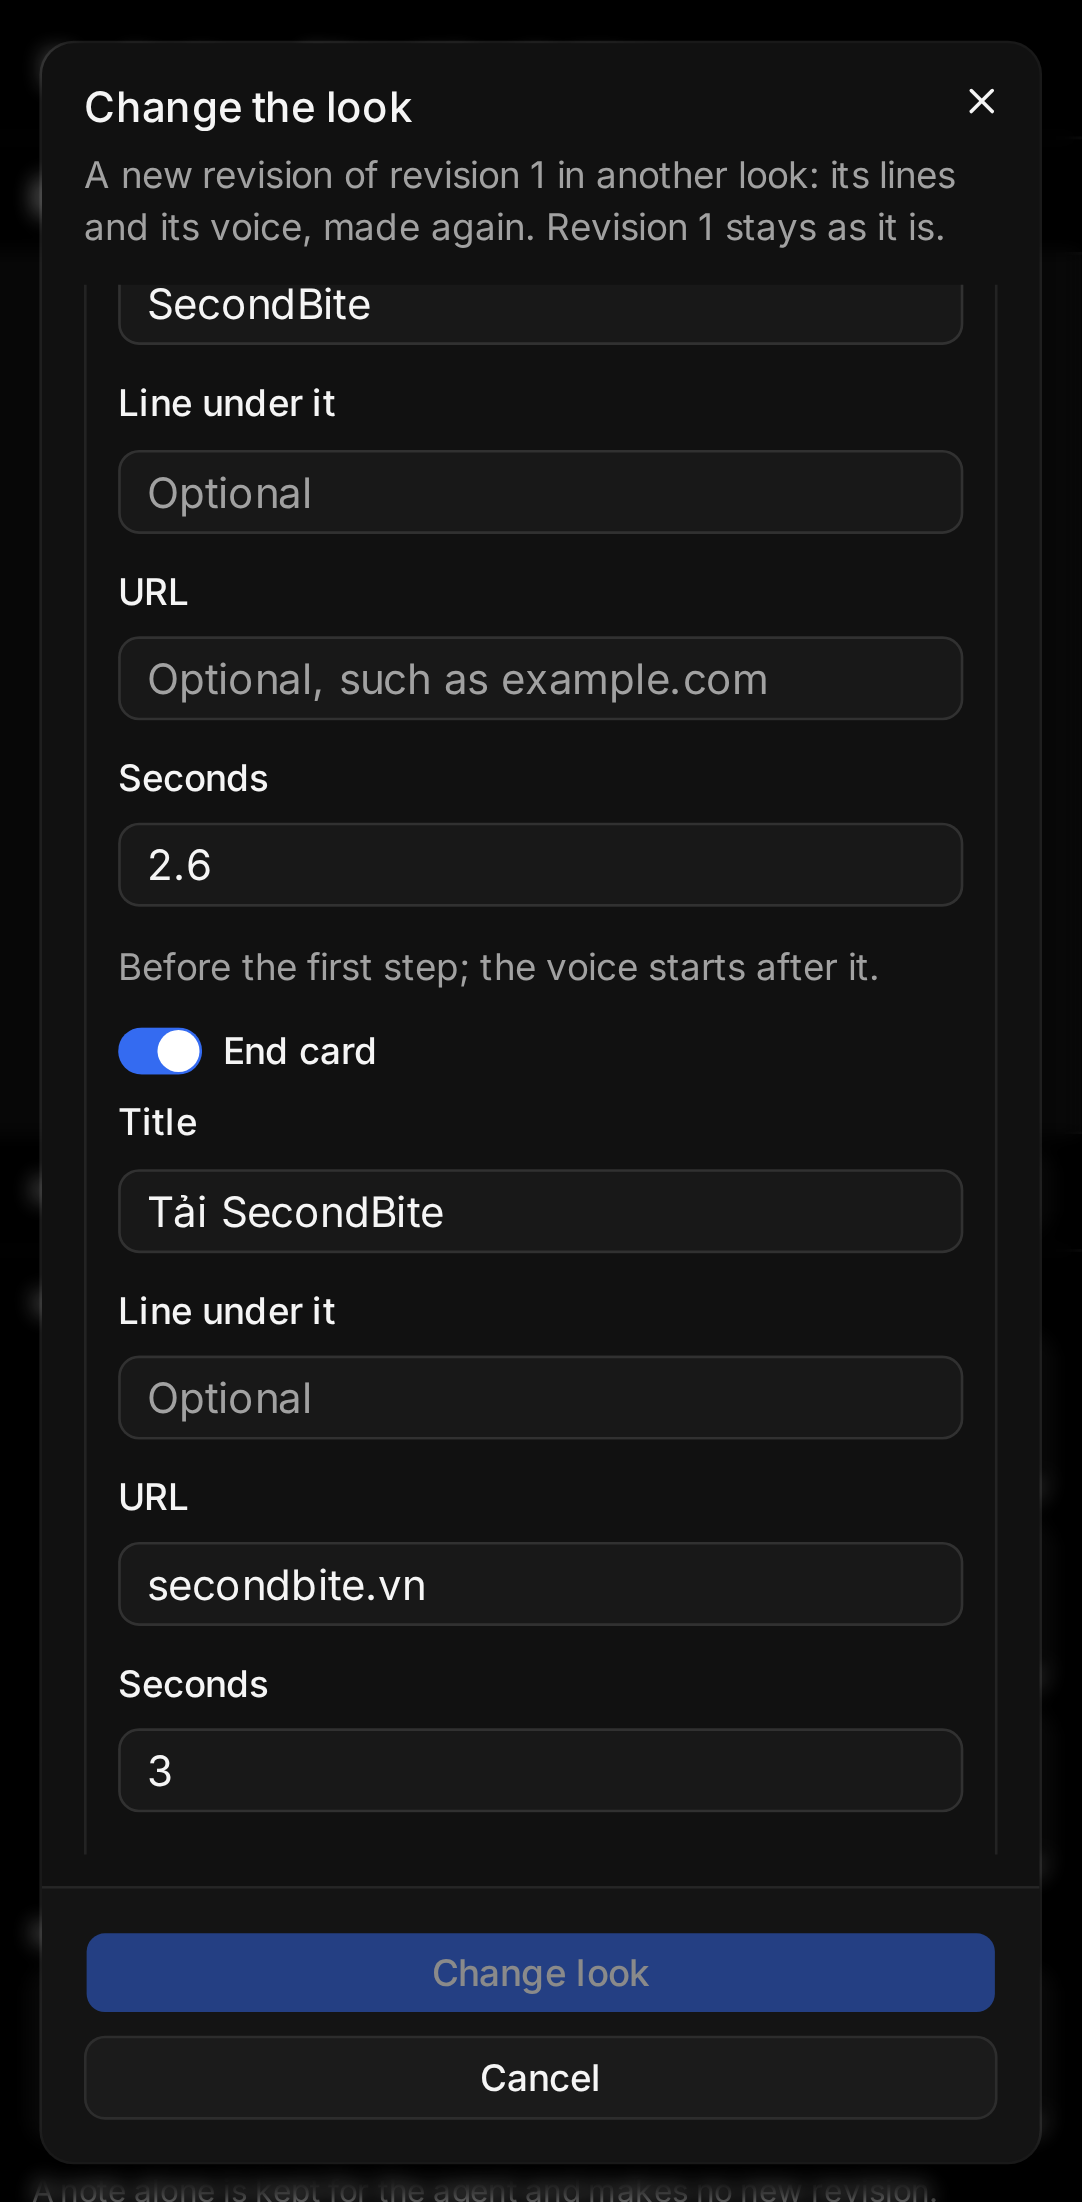 Change the look
A new revision of revision 1 in another look: its lines
and its voice, made again. Revision 1 stays as it is.
SecondBite
Line under it
Optional
URL
Optional, such as example.com
Seconds
2.6
Before the first step; the voice starts after it.
End card
Title
Tải SecondBite
Line under it
Optional
URL
secondbite.vn
Seconds
3
Change look
Cancel
A note alone is kept for the agent and makes no new revision.